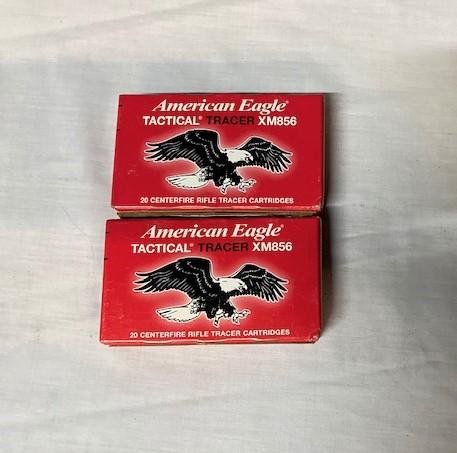 American Eagle®
TACTICAL® TRACER XM856
20 CENTERFIRE RIFLE TRACER CARTRIDGES
American Eagle®
TACTICAL® TRACER XM856
20 CENTERFIRE RIFLE TRACER CARTRIDGES